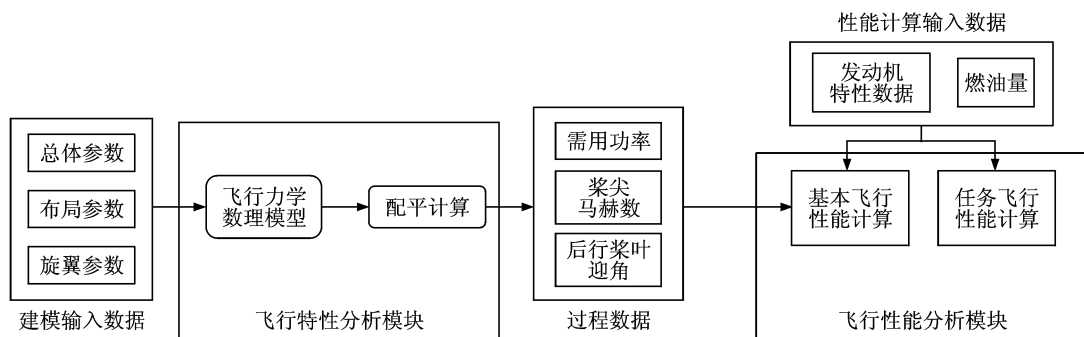 性能计算输入数据
发动机
特性数据
燃油量
总体参数
布局参数
旋翼参数
建模输入数据
飞行力学
数理模型
配平计算
飞行特性分析模块
需用功率
桨尖
马赫数
后行桨叶
迎角
过程数据
基本飞行
性能计算
任务飞行
性能计算
飞行性能分析模块